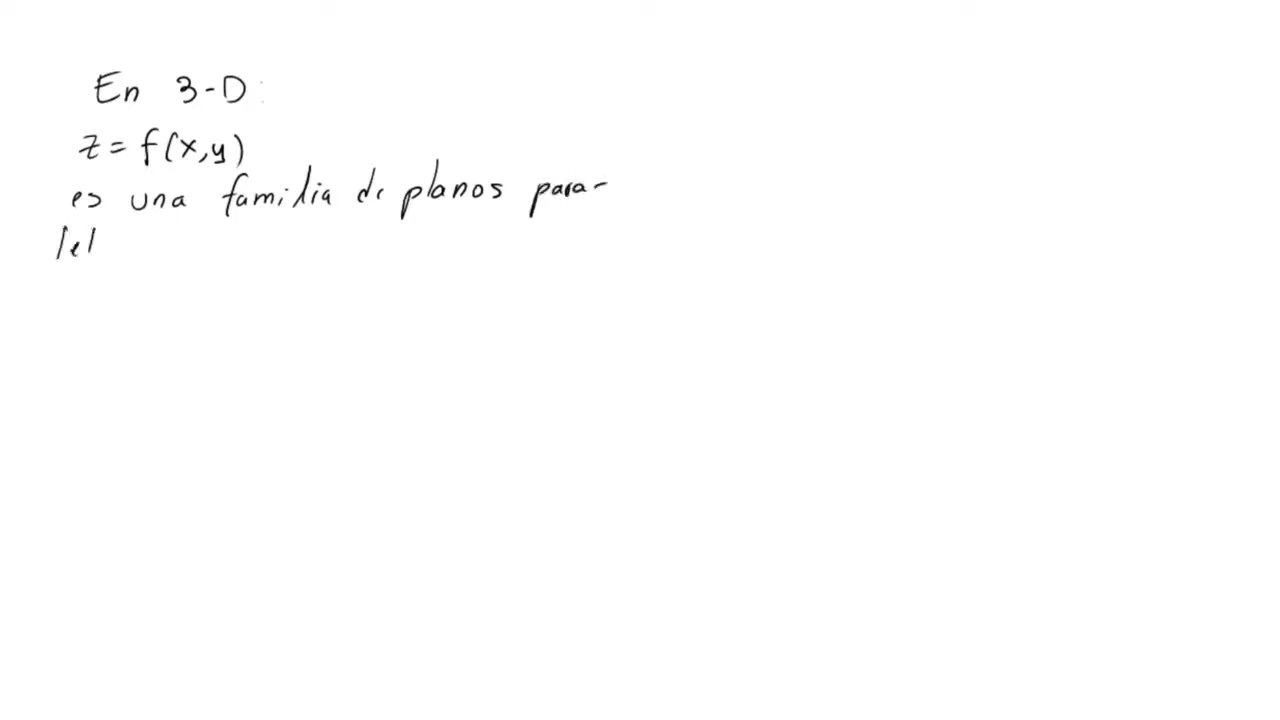 En 3-D:
z = f(x,y)
es una familia de planos para-
lel